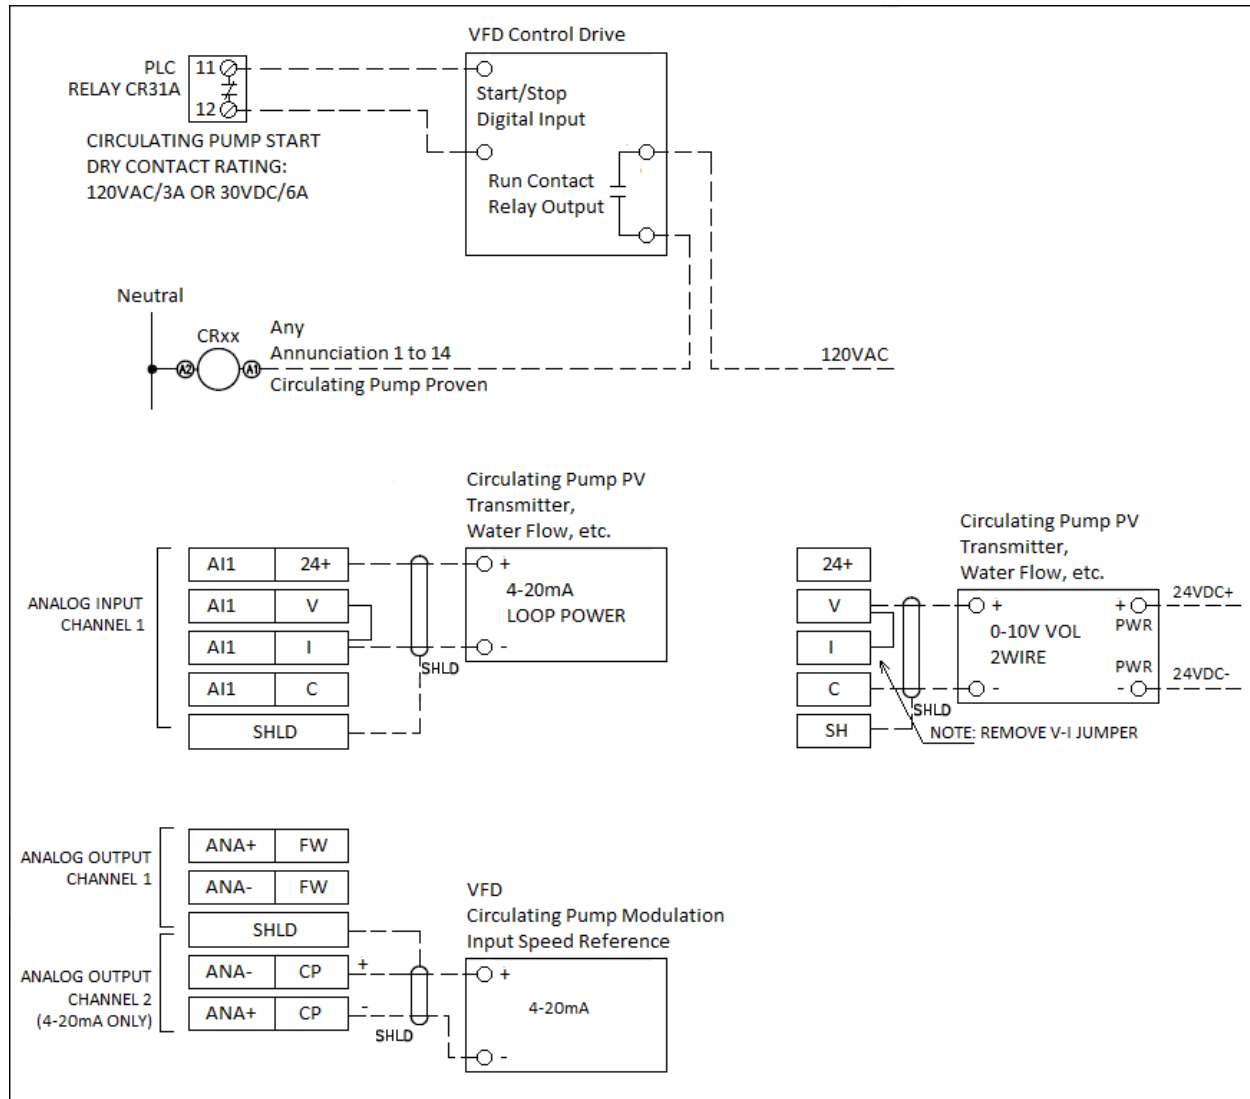 VFD Control Drive
PLC
RELAY CR31A
11
12
Start/Stop
Digital Input
CIRCULATING PUMP START
DRY CONTACT RATING:
120VAC/3A OR 30VDC/6A
Run Contact
Relay Output
Neutral
CRxx
A2
A1
Any
Annunciation 1 to 14
Circulating Pump Proven
120VAC
Circulating Pump PV
Transmitter,
Water Flow, etc.
ANALOG INPUT
CHANNEL 1
AI1 24+
AI1 V
AI1 I
AI1 C
SHLD
SHLD
+
4-20mA
LOOP POWER
-
Circulating Pump PV
Transmitter,
Water Flow, etc.
24+
V
I
C
SH
SHLD
+
0-10V VOL
2WIRE
-
+
PWR
PWR
-
24VDC+
24VDC-
NOTE: REMOVE V-I JUMPER
ANALOG OUTPUT
CHANNEL 1
ANA+ FW
ANA- FW
SHLD
ANALOG OUTPUT
CHANNEL 2
(4-20mA ONLY)
ANA- CP +
ANA+ CP -
SHLD
VFD
Circulating Pump Modulation
Input Speed Reference
+
4-20mA
-